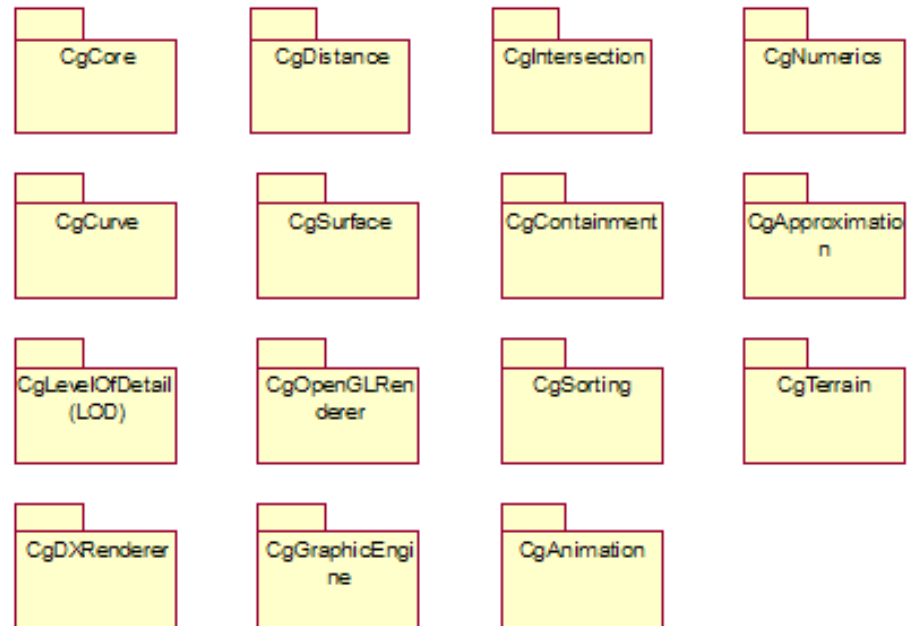 CgCore
CgDistance
CgIntersection
CgNumerics
CgCurve
CgSurface
CgContainment
CgApproximatio
n
CgLevelOfDetail
(LOD)
CgOpenGLRen
derer
CgSorting
CgTerrain
CgDXRenderer
CgGraphicEngi
ne
CgAnimation